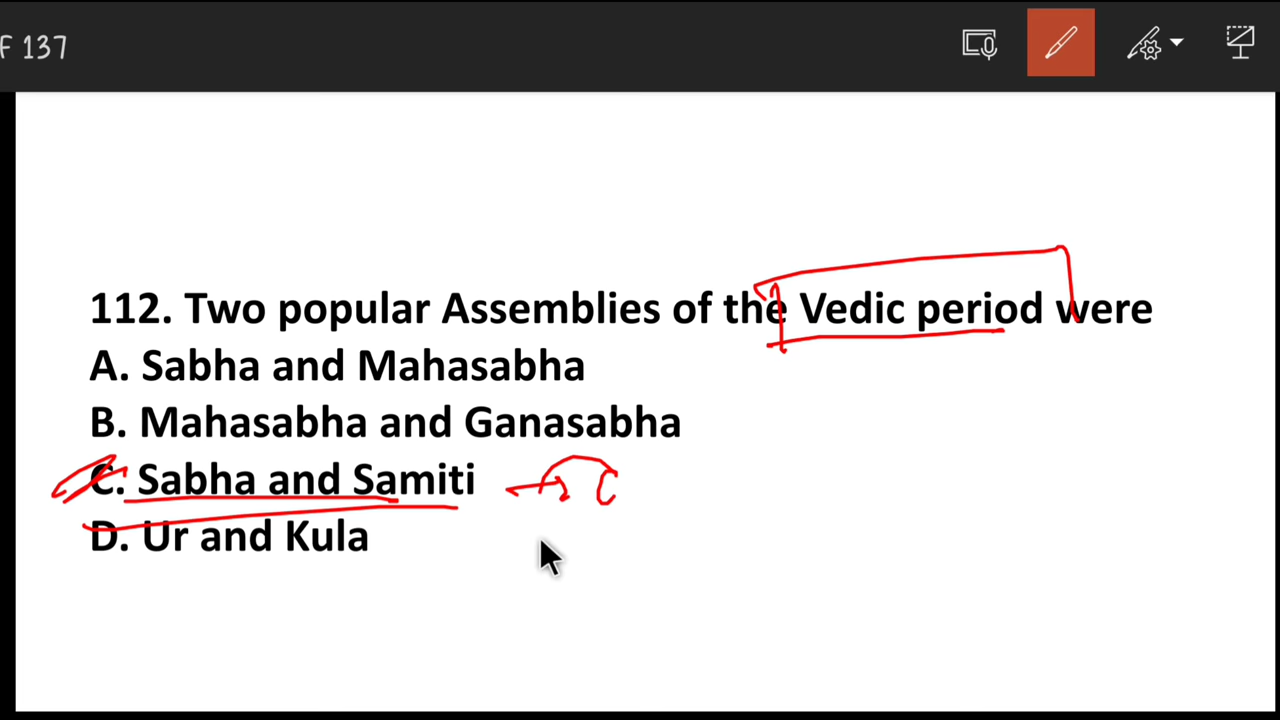 F 137
112. Two popular Assemblies of the Vedic period were
A. Sabha and Mahasabha
B. Mahasabha and Ganasabha
C. Sabha and Samiti
D. Ur and Kula